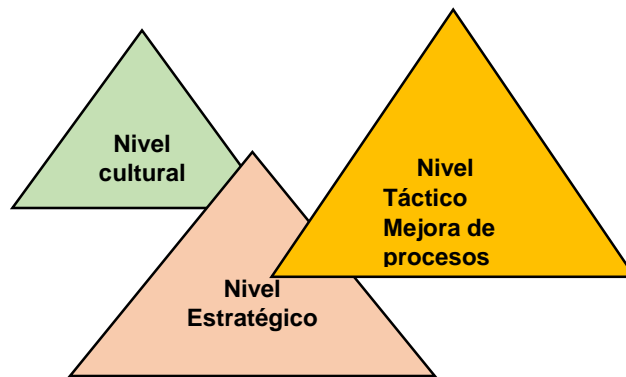 Nivel
cultural
Nivel
Táctico
Mejora de
procesos
Nivel
Estratégico